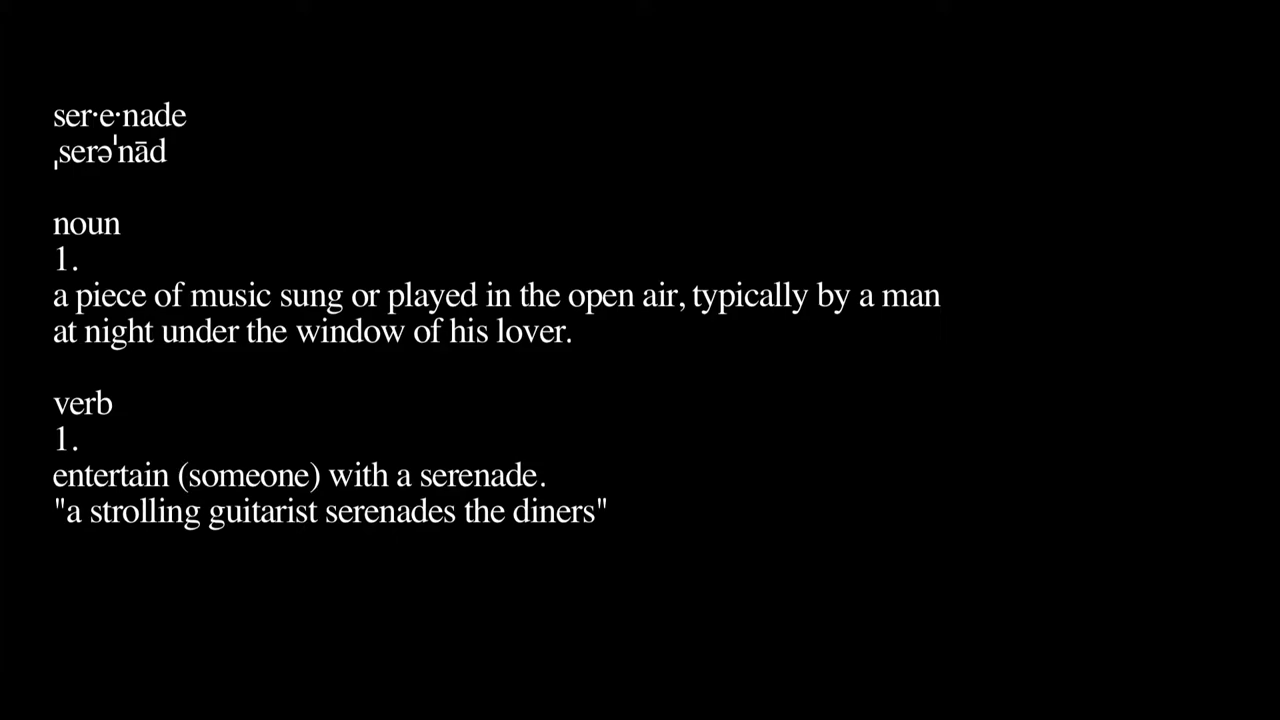 ser·e·nade
ˌserəˈnād
noun
1.
a piece of music sung or played in the open air, typically by a man
at night under the window of his lover.
verb
1.
entertain (someone) with a serenade.
"a strolling guitarist serenades the diners"